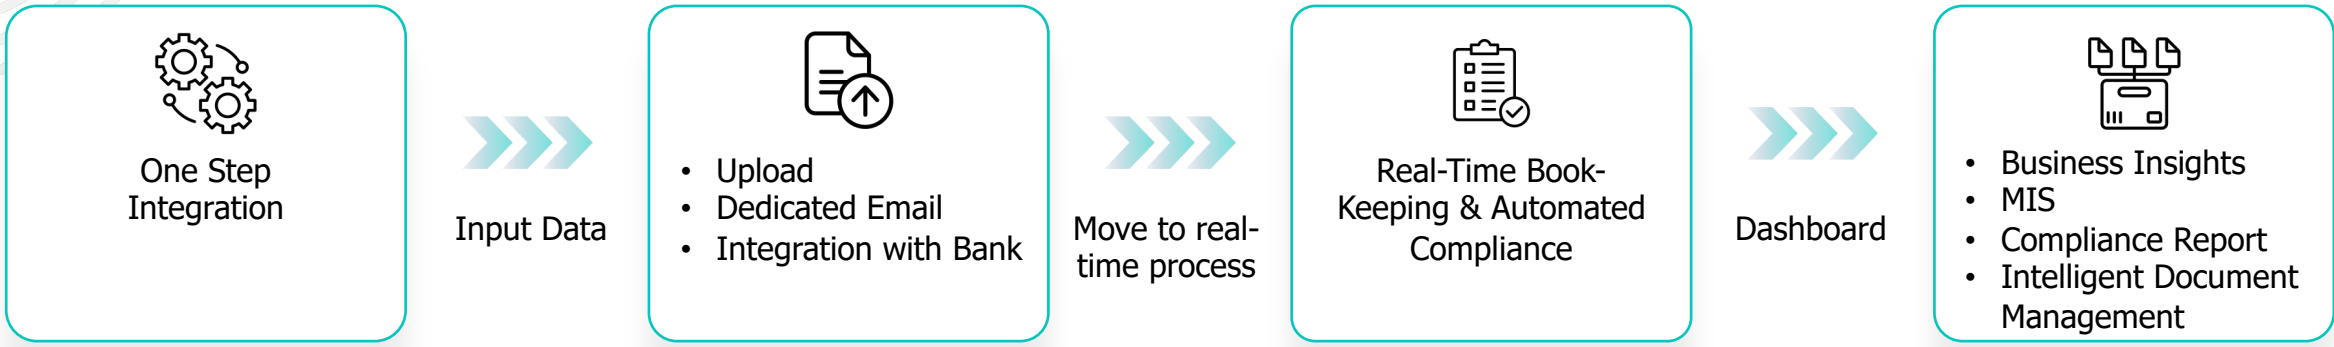 One Step
Integration
Input Data
• Upload
• Dedicated Email
• Integration with Bank
Move to real-
time process
Real-Time Book-
Keeping & Automated
Compliance
Dashboard
• Business Insights
• MIS
• Compliance Report
• Intelligent Document
Management